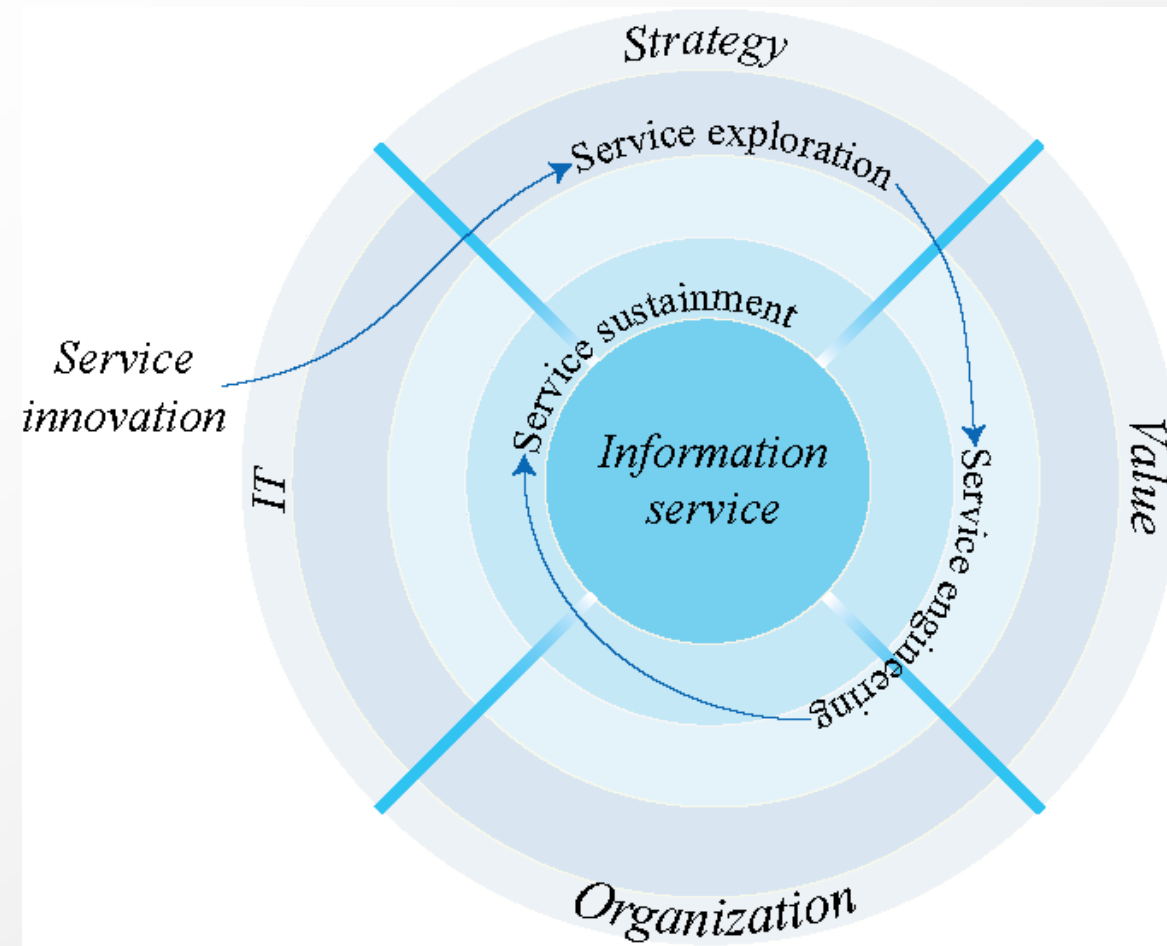 Strategy
Service exploration
Service sustainment
Service
innovation
Information
service
IT
Value
Service engineering
Organization